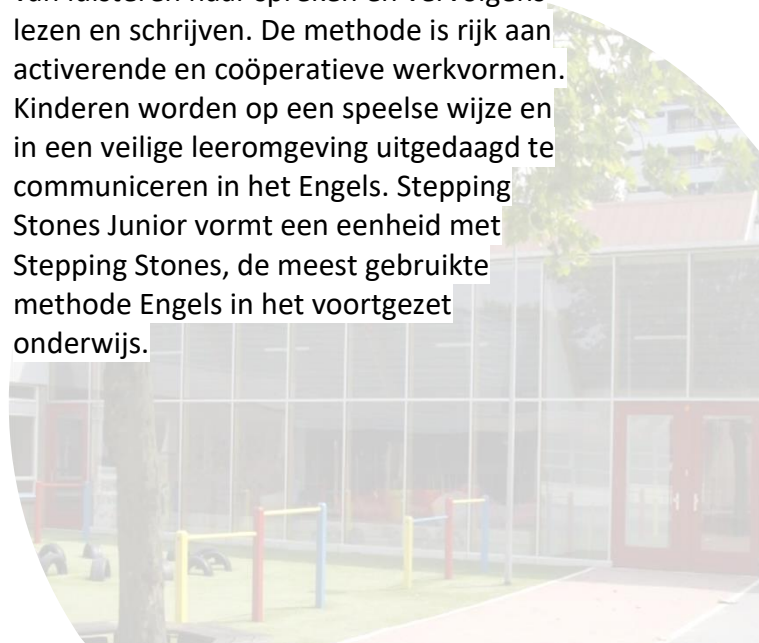 lezen en schrijven. De methode is rijk aan
activerende en coöperatieve werkvormen.
Kinderen worden op een speelse wijze en
in een veilige leeromgeving uitgedaagd te
communiceren in het Engels. Stepping
Stones Junior vormt een eenheid met
Stepping Stones, de meest gebruikte
methode Engels in het voortgezet
onderwijs.